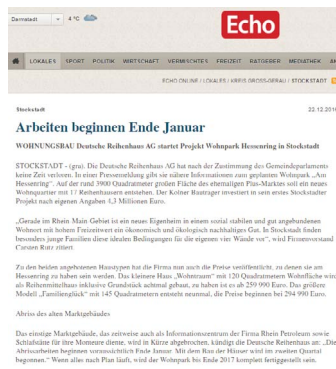 Darmstadt 4 °C
Echo
LOKALES SPORT POLITIK WIRTSCHAFT VERMISCHTES FREIZEIT RATGEBER MEDIATHEK
ECHO ONLINE / LOKALES / KREIS GROSS-GERAU / STOCKSTADT
Stockstadt 22.12.2016
Arbeiten beginnen Ende Januar
WOHNUNGSBAU Deutsche Reihenhaus AG startet Projekt Wohnpark Hessenring in Stockstadt
STOCKSTADT - (gra). Die Deutsche Reihenhaus AG hat nach der Zustimmung des Gemeindeparlaments
keine Zeit verloren. In einer Pressemeldung gibt sie nähere Informationen zum geplanten Wohnpark „Am
Hessenring“. Auf der rund 3900 Quadratmeter großen Fläche des ehemaligen Plus-Marktes soll ein neues
Wohnquartier mit 17 Reihenhäusern entstehen. Der Kölner Bauträger investiert in sein erstes Stockstädter
Projekt nach eigenen Angaben 4,3 Millionen Euro.
„Gerade im Rhein Main Gebiet ist ein neues Eigenheim in einem sozial stabilen und gut angebundenen
Wohnort mit hohem Freizeitwert ein ökonomisch und ökologisch nachhaltiges Gut. In Stockstadt finden
besonders junge Familien diese idealen Bedingungen für die eigenen vier Wände vor“, wird Firmenvorstand
Carsten Rutz zitiert.
Zu den beiden angebotenen Haustypen hat die Firma nun auch die Preise veröffentlicht, zu denen sie am
Hessenring zu haben sein werden. Das kleinere Haus „Wohntraum“ mit 120 Quadratmetern Wohnfläche wird
als Reihenmittelhaus inklusive Grundstück achtmal gebaut, zu haben ist es ab 259 990 Euro. Das größere
Modell „Familienglück“ mit 145 Quadratmetern entsteht neunmal, die Preise beginnen bei 294 990 Euro.
Abriss des alten Marktgebäudes
Das einstige Marktgebäude, das zeitweise auch als Informationszentrum der Firma Rhein Petroleum sowie
Schlafstätte für ihre Monteure diente, wird in Kürze abgebrochen, kündigt die Deutsche Reihenhaus an: „Die
Abrissarbeiten beginnen voraussichtlich Ende Januar. Mit dem Bau der Häuser wird im zweiten Quartal
begonnen.“ Wenn alles nach Plan läuft, wird der Wohnpark bis Ende 2017 komplett fertiggestellt sein.